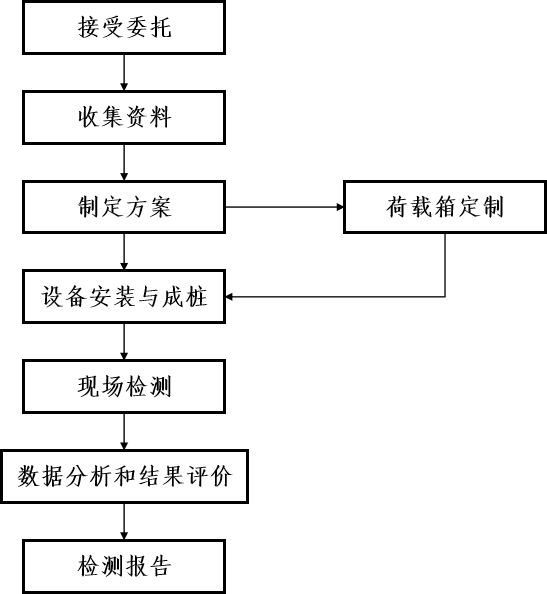 接受委托
收集资料
制定方案
荷载箱定制
设备安装与成桩
现场检测
数据分析和结果评价
检测报告